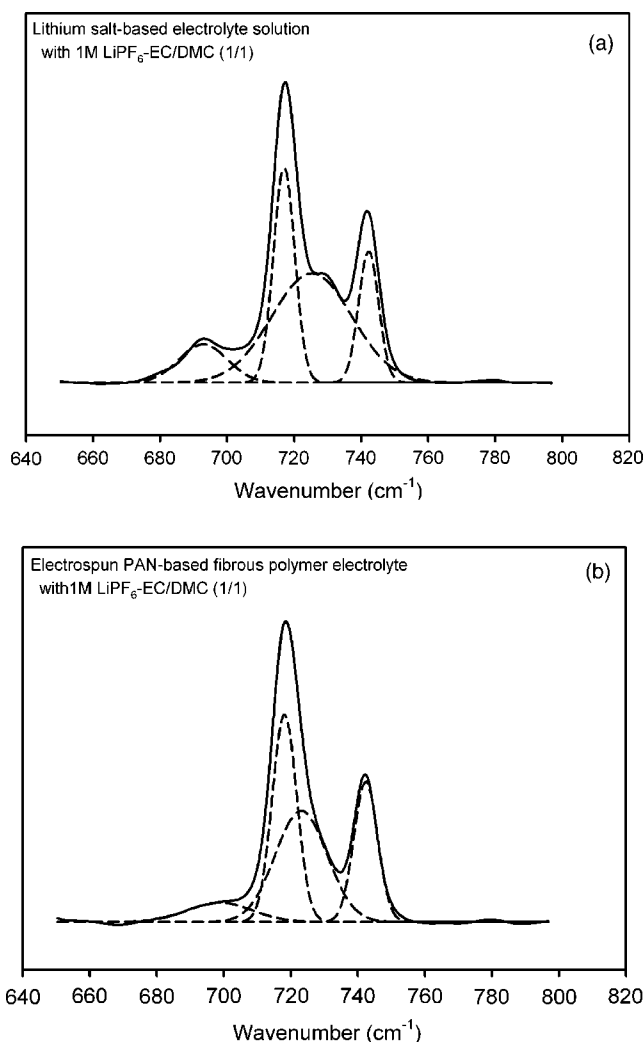 Lithium salt-based electrolyte solution
with 1M LiPF₆-EC/DMC (1/1)
(a)
640 660 680 700 720 740 760 780 800 820
Wavenumber (cm⁻¹)
Electrospun PAN-based fibrous polymer electrolyte
with1M LiPF₆-EC/DMC (1/1)
(b)
640 660 680 700 720 740 760 780 800 820
Wavenumber (cm⁻¹)